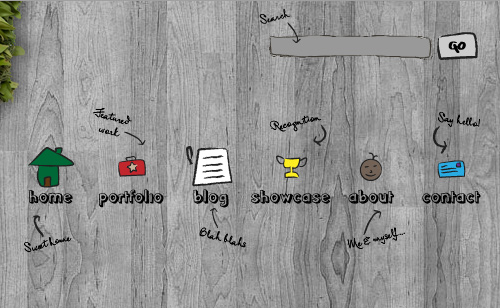 Search
GO
Featured
work
Recognition
Say hello!
home
portfolio
blog
showcase
about
contact
Sweet home
Blah blahs
Me & myself...